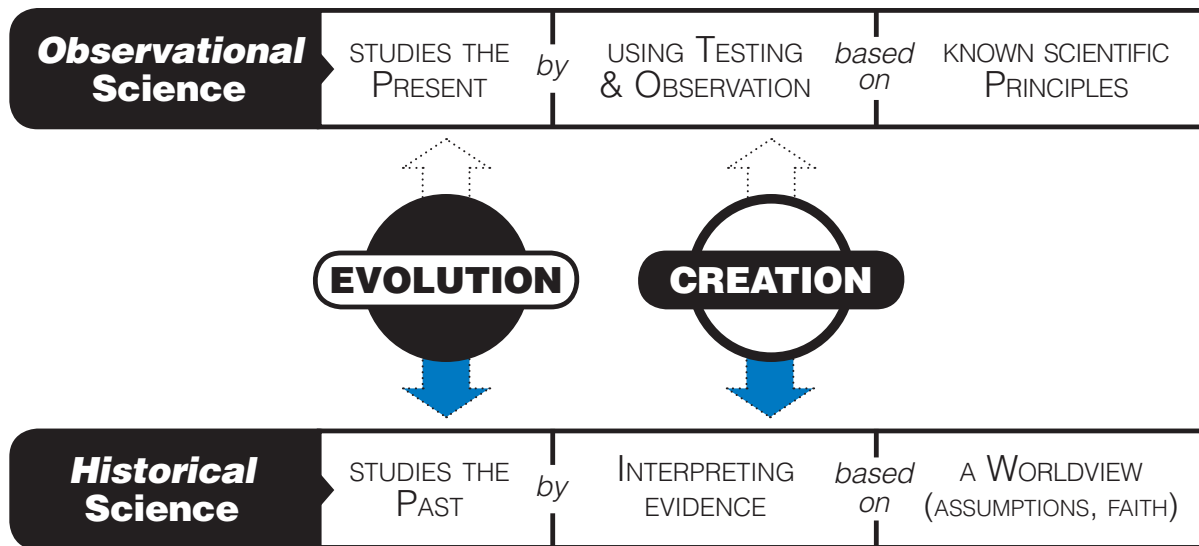 Observational
Science
STUDIES THE
PRESENT
by
USING TESTING
& OBSERVATION
based
on
KNOWN SCIENTIFIC
PRINCIPLES
EVOLUTION
CREATION
Historical
Science
STUDIES THE
PAST
by
INTERPRETING
EVIDENCE
based
on
A WORLDVIEW
(ASSUMPTIONS, FAITH)